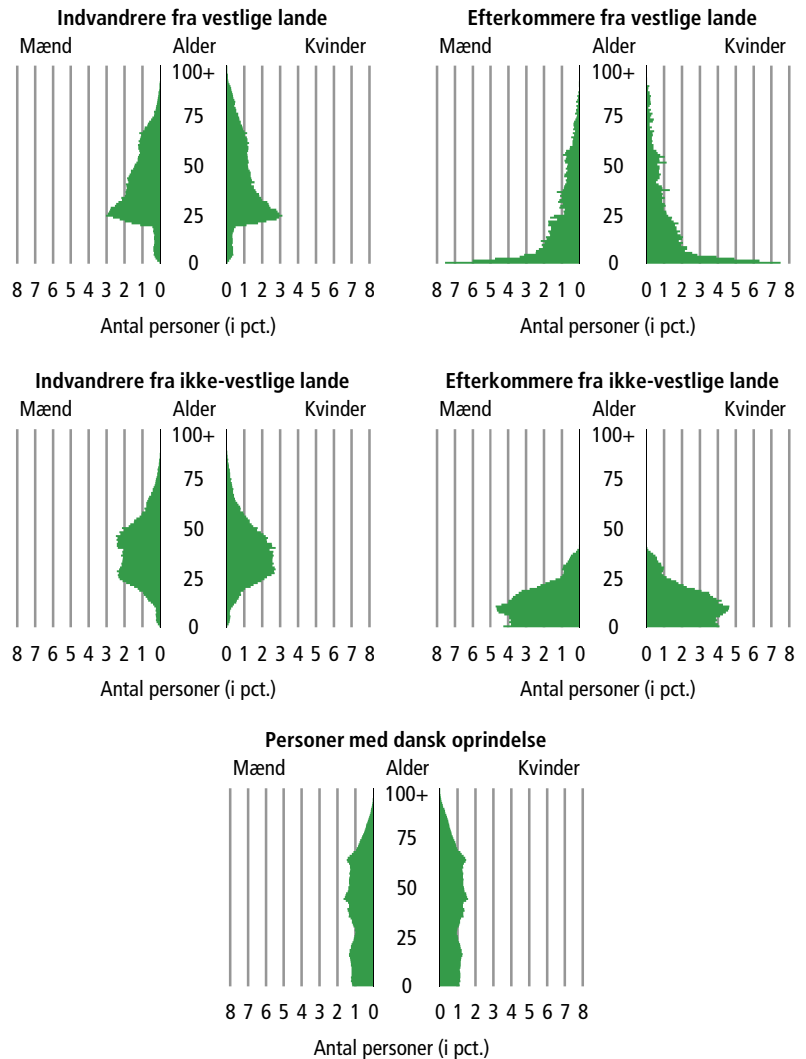 Indvandrere fra vestlige lande
Mænd Alder Kvinder
100+
75
50
25
0
8 7 6 5 4 3 2 1 0 0 1 2 3 4 5 6 7 8
Antal personer (i pct.)
Efterkommere fra vestlige lande
Mænd Alder Kvinder
100+
75
50
25
0
8 7 6 5 4 3 2 1 0 0 1 2 3 4 5 6 7 8
Antal personer (i pct.)
Indvandrere fra ikke-vestlige lande
Mænd Alder Kvinder
100+
75
50
25
0
8 7 6 5 4 3 2 1 0 0 1 2 3 4 5 6 7 8
Antal personer (i pct.)
Efterkommere fra ikke-vestlige lande
Mænd Alder Kvinder
100+
75
50
25
0
8 7 6 5 4 3 2 1 0 0 1 2 3 4 5 6 7 8
Antal personer (i pct.)
Personer med dansk oprindelse
Mænd Alder Kvinder
100+
75
50
25
0
8 7 6 5 4 3 2 1 0 0 1 2 3 4 5 6 7 8
Antal personer (i pct.)